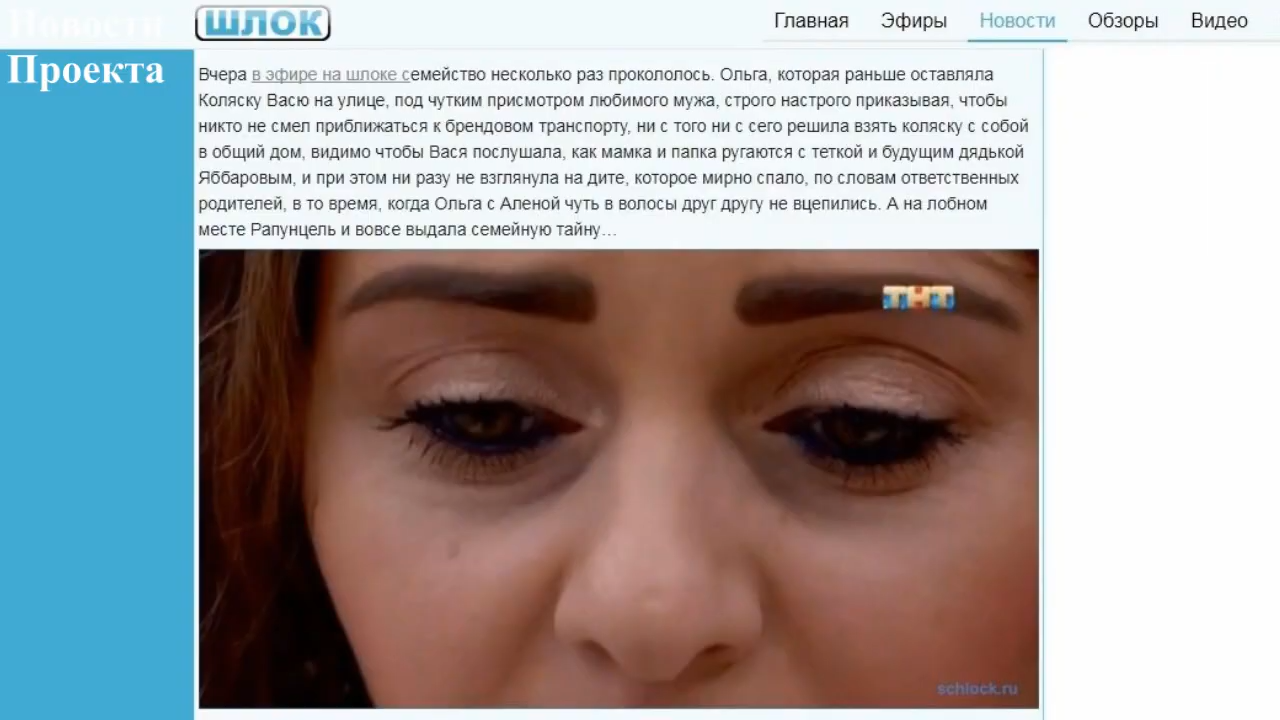 Новости
Проекта
ШЛОК
Главная Эфиры Новости Обзоры Видео
Вчера в эфире на шлоке семейство несколько раз прокололось. Ольга, которая раньше оставляла
Коляску Васю на улице, под чутким присмотром любимого мужа, строго настрого приказывая, чтобы
никто не смел приближаться к брендовом транспорту, ни с того ни с сего решила взять коляску с собой
в общий дом, видимо чтобы Вася послушала, как мамка и папка ругаются с теткой и будущим дядькой
Яббаровым, и при этом ни разу не взглянула на дите, которое мирно спало, по словам ответственных
родителей, в то время, когда Ольга с Аленой чуть в волосы друг другу не вцепились. А на лобном
месте Рапунцель и вовсе выдала семейную тайну…
ТНТ
schlock.ru